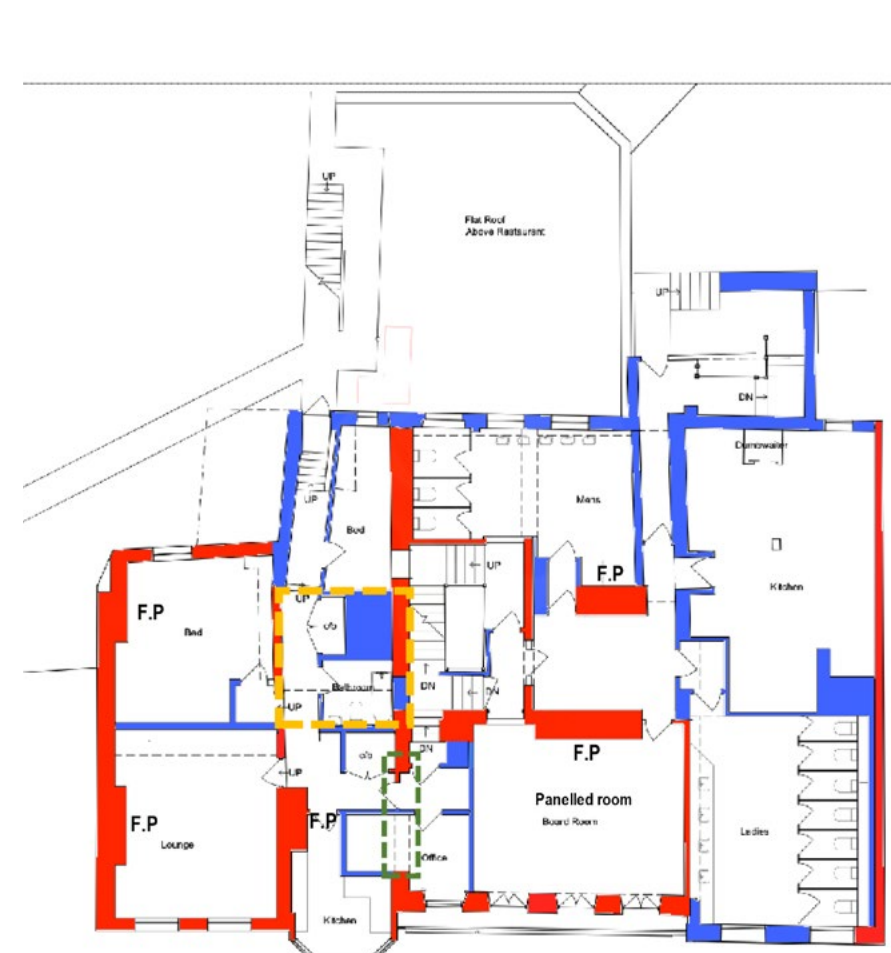 UP
Flat Roof
Above Restaurant
UP
DN
Dumbwaiter
UP
Bed
Mens
UP
F.P
Kitchen
F.P
Bed
UP
c/b
Bathroom
DN
DN
UP
DN
c/b
UP
F.P
Panelled room
Board Room
F.P
Lounge
F.P
Office
Ladies
Kitchen